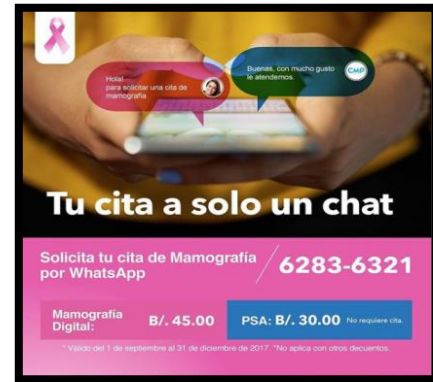 Hola!
para solicitar una cita de
mamografía
Buenas, con mucho gusto
le atendemos.
CMP
Tu cita a solo un chat
Solicita tu cita de Mamografía
por WhatsApp
6283-6321
Mamografía
Digital:
B/. 45.00
PSA: B/. 30.00 No requiere cita.
* Válido del 1 de septiembre al 31 de diciembre de 2017. *No aplica con otros decuentos.